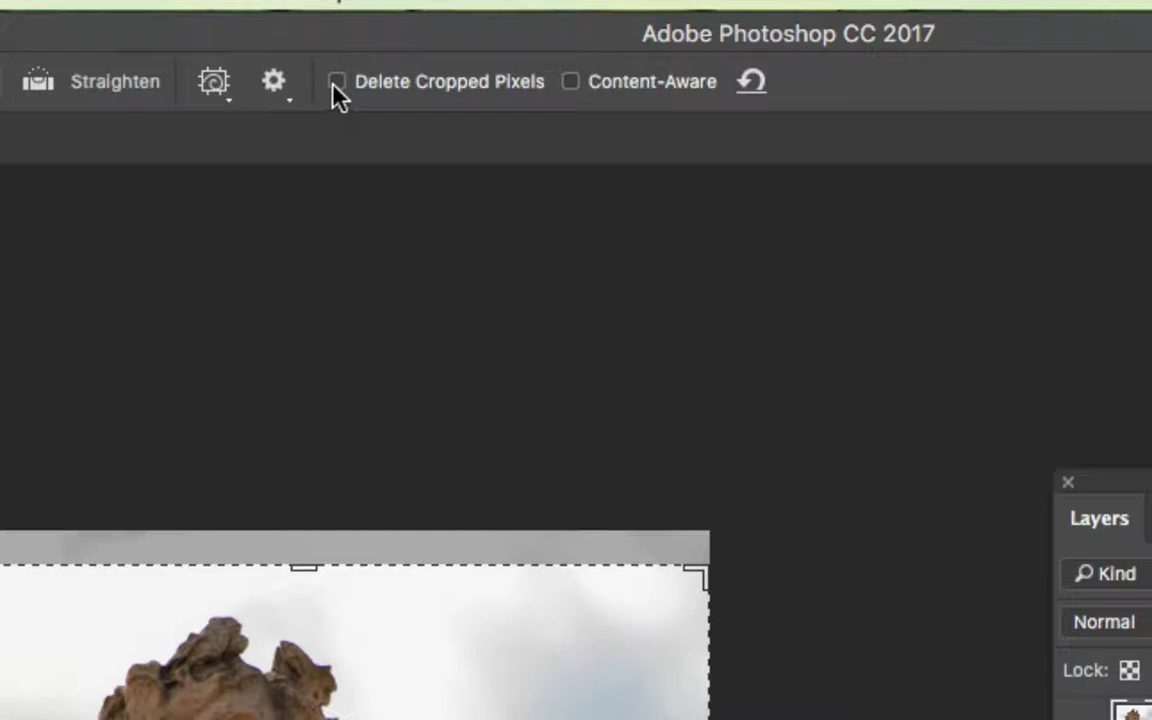 Adobe Photoshop CC 2017
Straighten Delete Cropped Pixels Content-Aware
Layers
Kind
Normal
Lock: